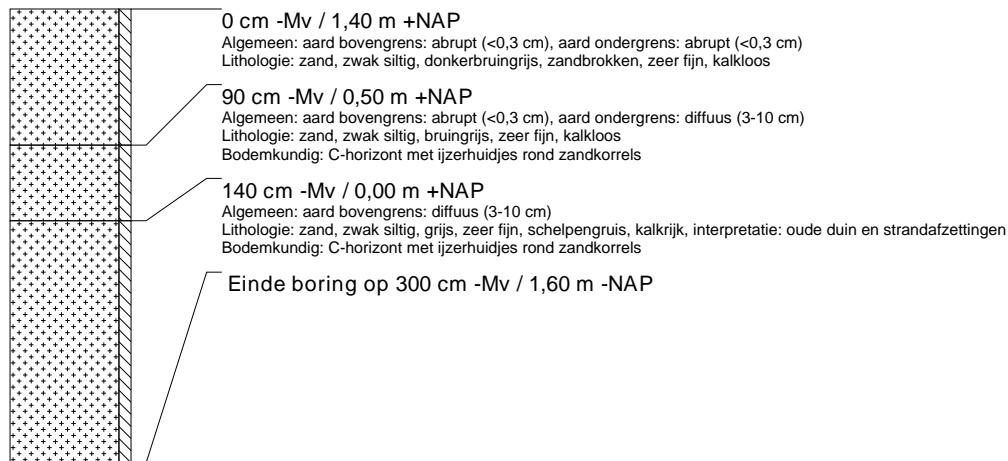 0 cm -Mv / 1,40 m +NAP
Algemeen: aard bovengrens: abrupt (<0,3 cm), aard ondergrens: abrupt (<0,3 cm)
Lithologie: zand, zwak siltig, donkerbruingrijs, zandbrokken, zeer fijn, kalkloos
90 cm -Mv / 0,50 m +NAP
Algemeen: aard bovengrens: abrupt (<0,3 cm), aard ondergrens: diffuus (3-10 cm)
Lithologie: zand, zwak siltig, bruingrijs, zeer fijn, kalkloos
Bodemkundig: C-horizont met ijzerhuidjes rond zandkorrels
140 cm -Mv / 0,00 m +NAP
Algemeen: aard bovengrens: diffuus (3-10 cm)
Lithologie: zand, zwak siltig, grijs, zeer fijn, schelpengruis, kalkrijk, interpretatie: oude duin en strandafzettingen
Bodemkundig: C-horizont met ijzerhuidjes rond zandkorrels
Einde boring op 300 cm -Mv / 1,60 m -NAP